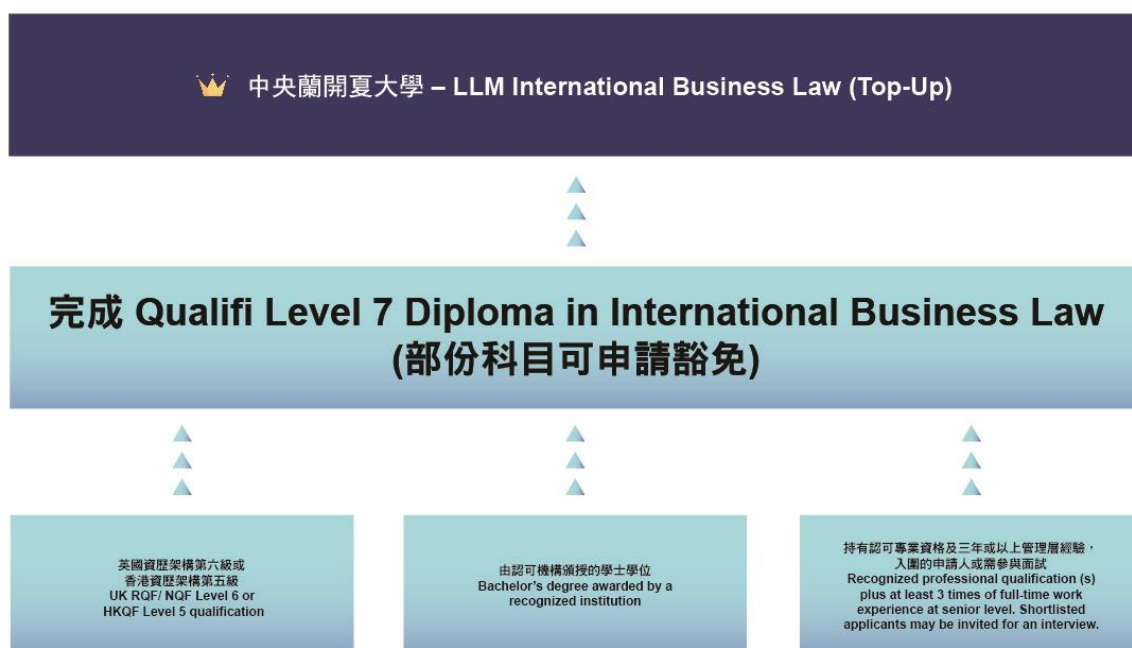 中央蘭開夏大學 – LLM International Business Law (Top-Up)
完成 Qualifi Level 7 Diploma in International Business Law
(部份科目可申請豁免)
英國資歷架構第六級或
香港資歷架構第五級
UK RQF/ NQF Level 6 or
HKQF Level 5 qualification
由認可機構頒授的學士學位
Bachelor's degree awarded by a
recognized institution
持有認可專業資格及三年或以上管理層經驗，
入圍的申請人或需參與面試
Recognized professional qualification (s)
plus at least 3 times of full-time work
experience at senior level. Shortlisted
applicants may be invited for an interview.